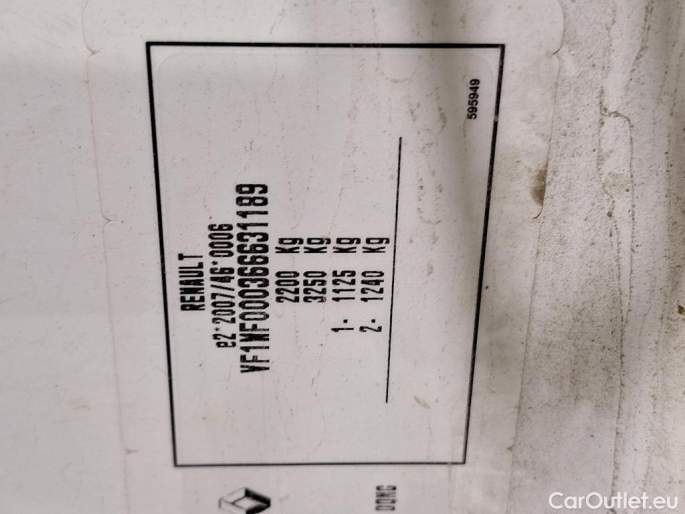 RENAULT
e2*2007/46*0006
VF1MF000366631189
2200 Kg
3250 Kg
1- 1125 Kg
2- 1240 Kg
595949
DONG
CarOutlet.eu